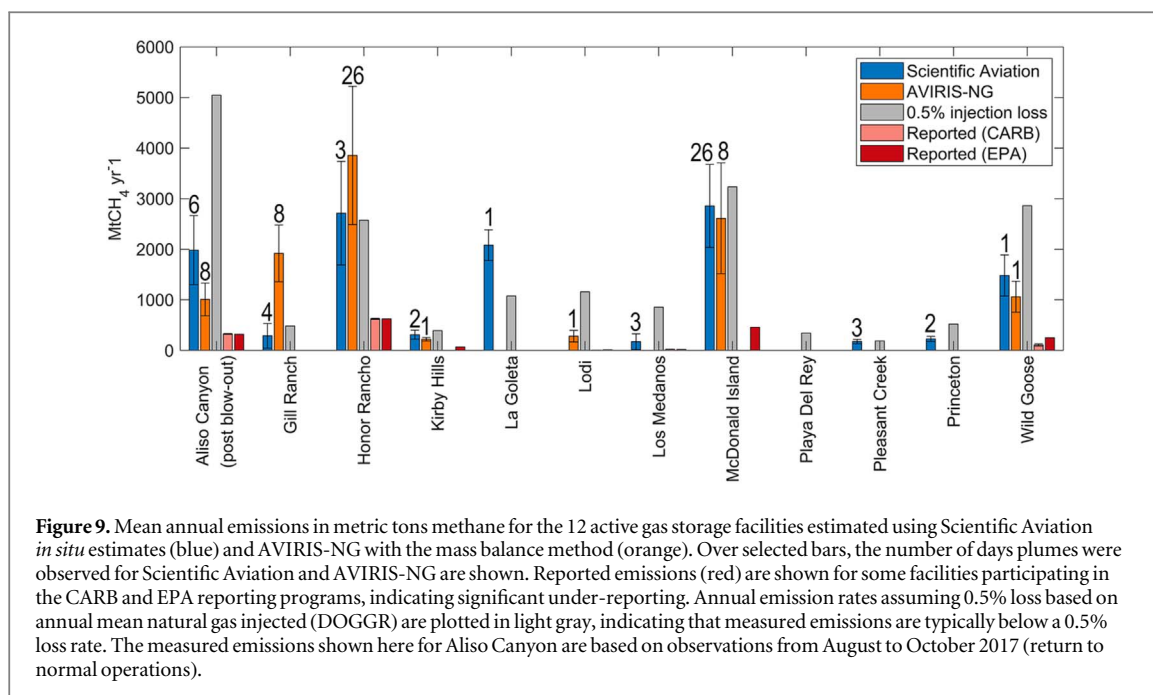 6000
5000
4000
3000
2000
1000
0
MtCH4 yr-1
Scientific Aviation
AVIRIS-NG
0.5% injection loss
Reported (CARB)
Reported (EPA)
6
8
4
8
3
26
2
1
1
1
3
26
8
3
2
1
1
Aliso Canyon
(post blow-out)
Gill Ranch
Honor Rancho
Kirby Hills
La Goleta
Lodi
Los Medanos
McDonald Island
Playa Del Rey
Pleasant Creek
Princeton
Wild Goose
Figure 9. Mean annual emissions in metric tons methane for the 12 active gas storage facilities estimated using Scientific Aviation
in situ estimates (blue) and AVIRIS-NG with the mass balance method (orange). Over selected bars, the number of days plumes were
observed for Scientific Aviation and AVIRIS-NG are shown. Reported emissions (red) are shown for some facilities participating in
the CARB and EPA reporting programs, indicating significant under-reporting. Annual emission rates assuming 0.5% loss based on
annual mean natural gas injected (DOGGR) are plotted in light gray, indicating that measured emissions are typically below a 0.5%
loss rate. The measured emissions shown here for Aliso Canyon are based on observations from August to October 2017 (return to
normal operations).